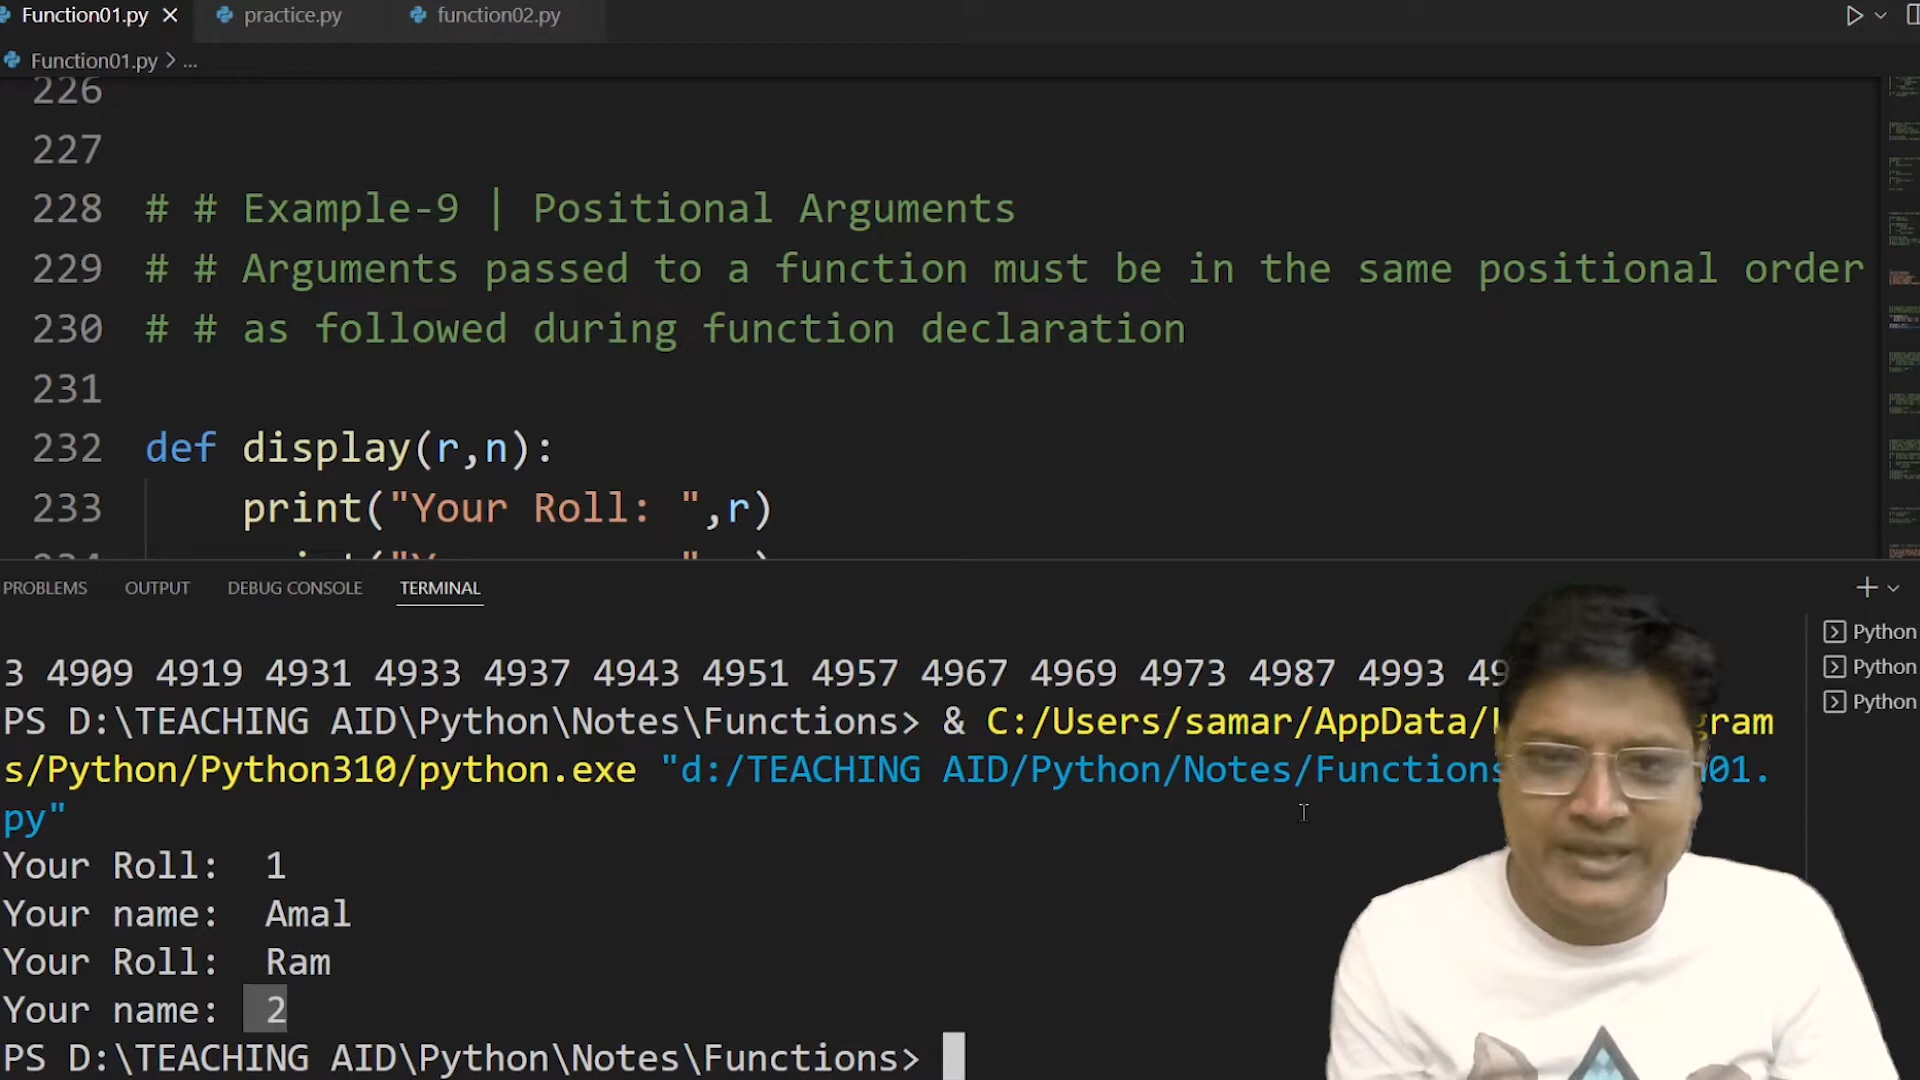 Function01.py
practice.py
function02.py
Function01.py > ...
226
227
228 # # Example-9 | Positional Arguments
229 # # Arguments passed to a function must be in the same positional order
230 # # as followed during function declaration
231
232 def display(r,n):
233 print("Your Roll: ",r)
PROBLEMS OUTPUT DEBUG CONSOLE TERMINAL
Python
Python
Python
3 4909 4919 4931 4933 4937 4943 4951 4957 4967 4969 4973 4987 4993
PS D:\TEACHING AID\Python\Notes\Functions> & C:/Users/samar/AppData/
s/Python/Python310/python.exe "d:/TEACHING AID/Python/Notes/Functions 01.
py"
Your Roll:  1
Your name:  Amal
Your Roll:  Ram
Your name:  2
PS D:\TEACHING AID\Python\Notes\Functions>